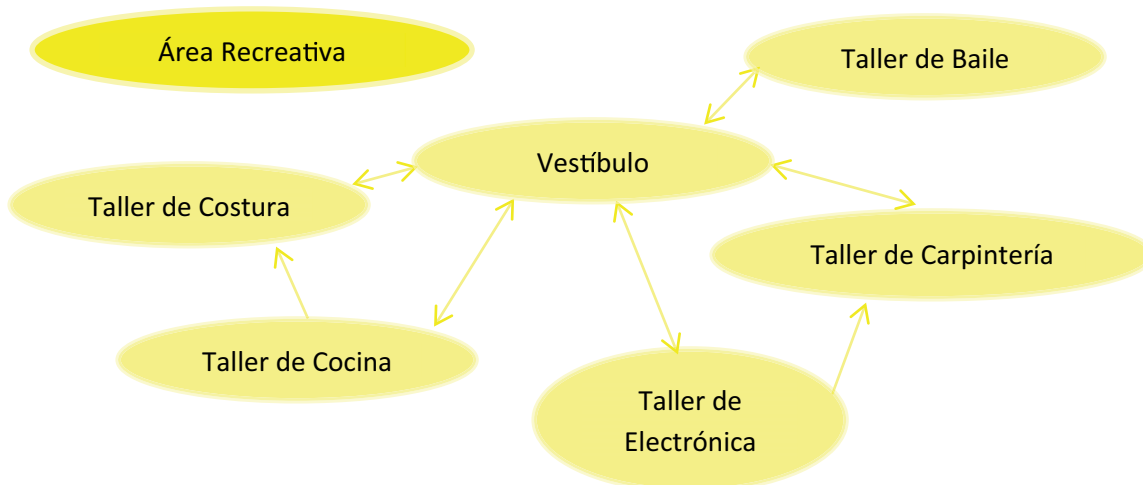 Área Recreativa
Taller de Baile
Vestíbulo
Taller de Costura
Taller de Carpintería
Taller de Cocina
Taller de
Electrónica